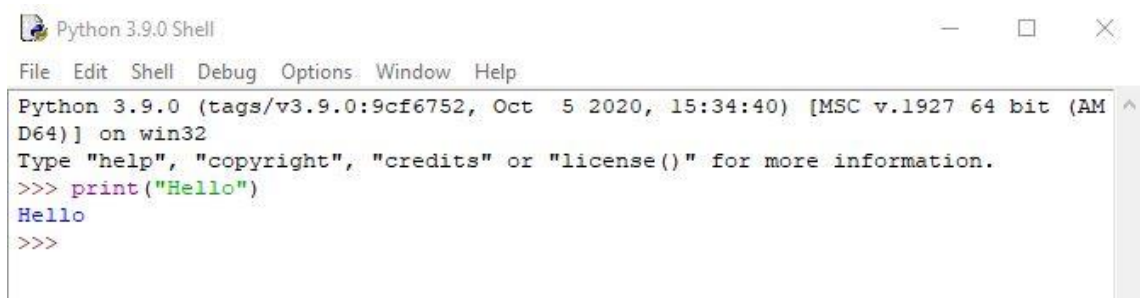 Python 3.9.0 Shell
File Edit Shell Debug Options Window Help
Python 3.9.0 (tags/v3.9.0:9cf6752, Oct  5 2020, 15:34:40) [MSC v.1927 64 bit (AM
D64)] on win32
Type "help", "copyright", "credits" or "license()" for more information.
>>> print("Hello")
Hello
>>>